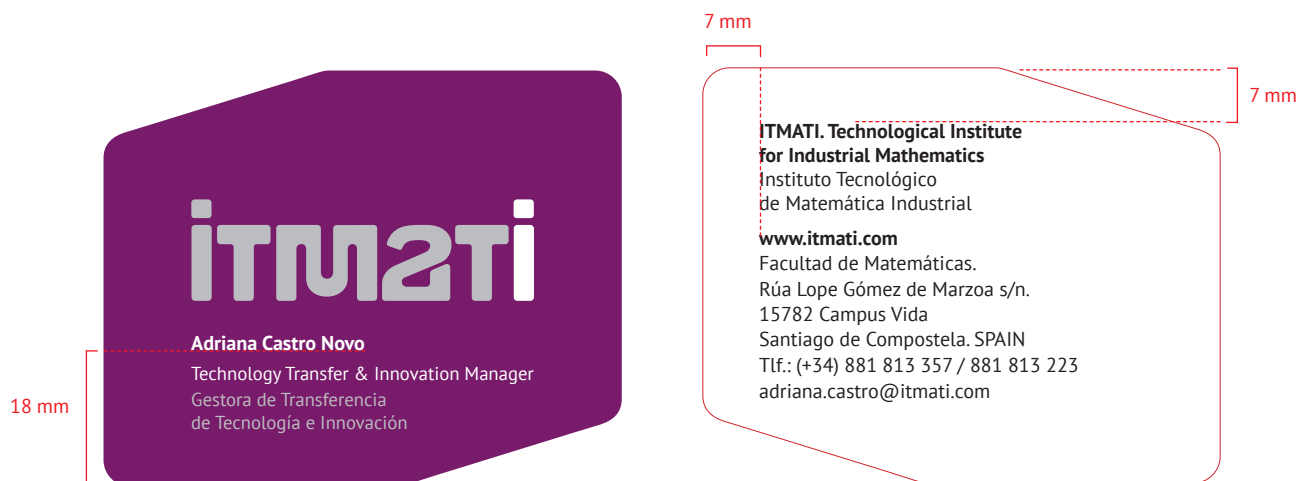 7 mm
7 mm
itmati
Adriana Castro Novo
Technology Transfer & Innovation Manager
Gestora de Transferencia
de Tecnología e Innovación
18 mm
ITMATI. Technological Institute
for Industrial Mathematics
Instituto Tecnológico
de Matemática Industrial
www.itmati.com
Facultad de Matemáticas.
Rúa Lope Gómez de Marzoa s/n.
15782 Campus Vida
Santiago de Compostela. SPAIN
Tlf.: (+34) 881 813 357 / 881 813 223
adriana.castro@itmati.com